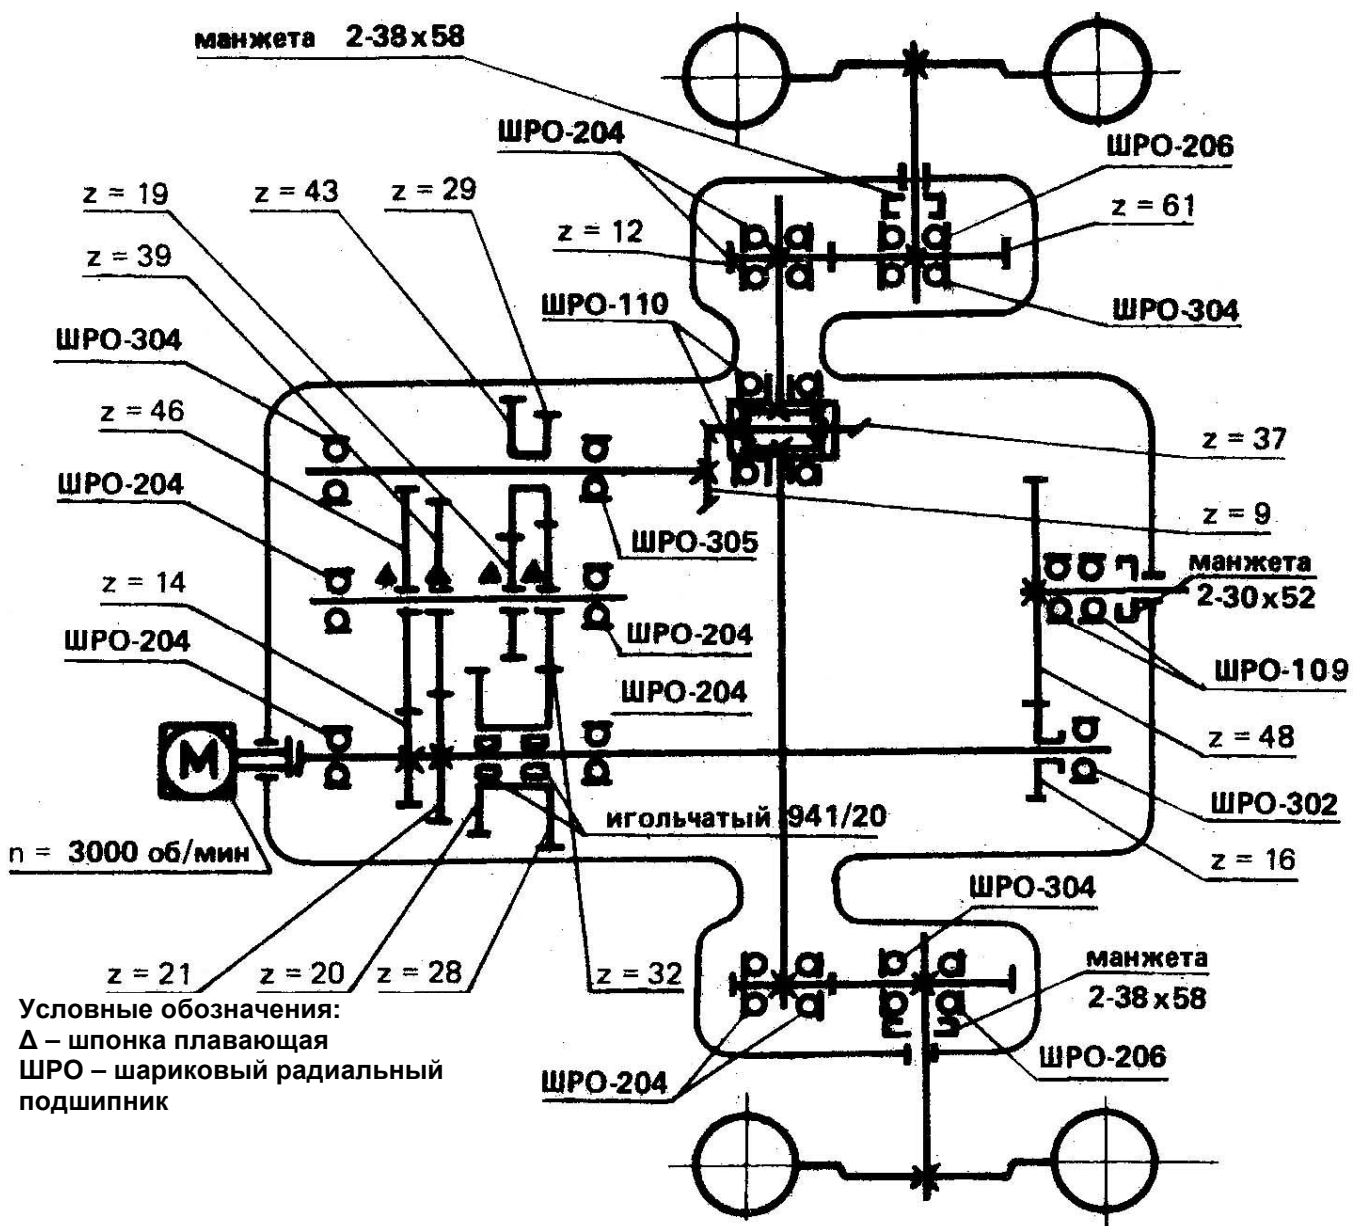 манжета 2-38х58
ШРО-204
ШРО-206
z = 19
z = 43
z = 29
z = 12
z = 61
z = 39
ШРО-110
ШРО-304
ШРО-304
z = 46
z = 37
ШРО-204
z = 9
ШРО-305
манжета
2-30х52
z = 14
ШРО-204
ШРО-204
ШРО-109
ШРО-204
М
z = 48
ШРО-302
игольчатый 941/20
n = 3000 об/мин
z = 16
ШРО-304
z = 21
z = 20
z = 28
z = 32
манжета
2-38х58
Условные обозначения:
Δ – шпонка плавающая
ШРО – шариковый радиальный
подшипник
ШРО-204
ШРО-206